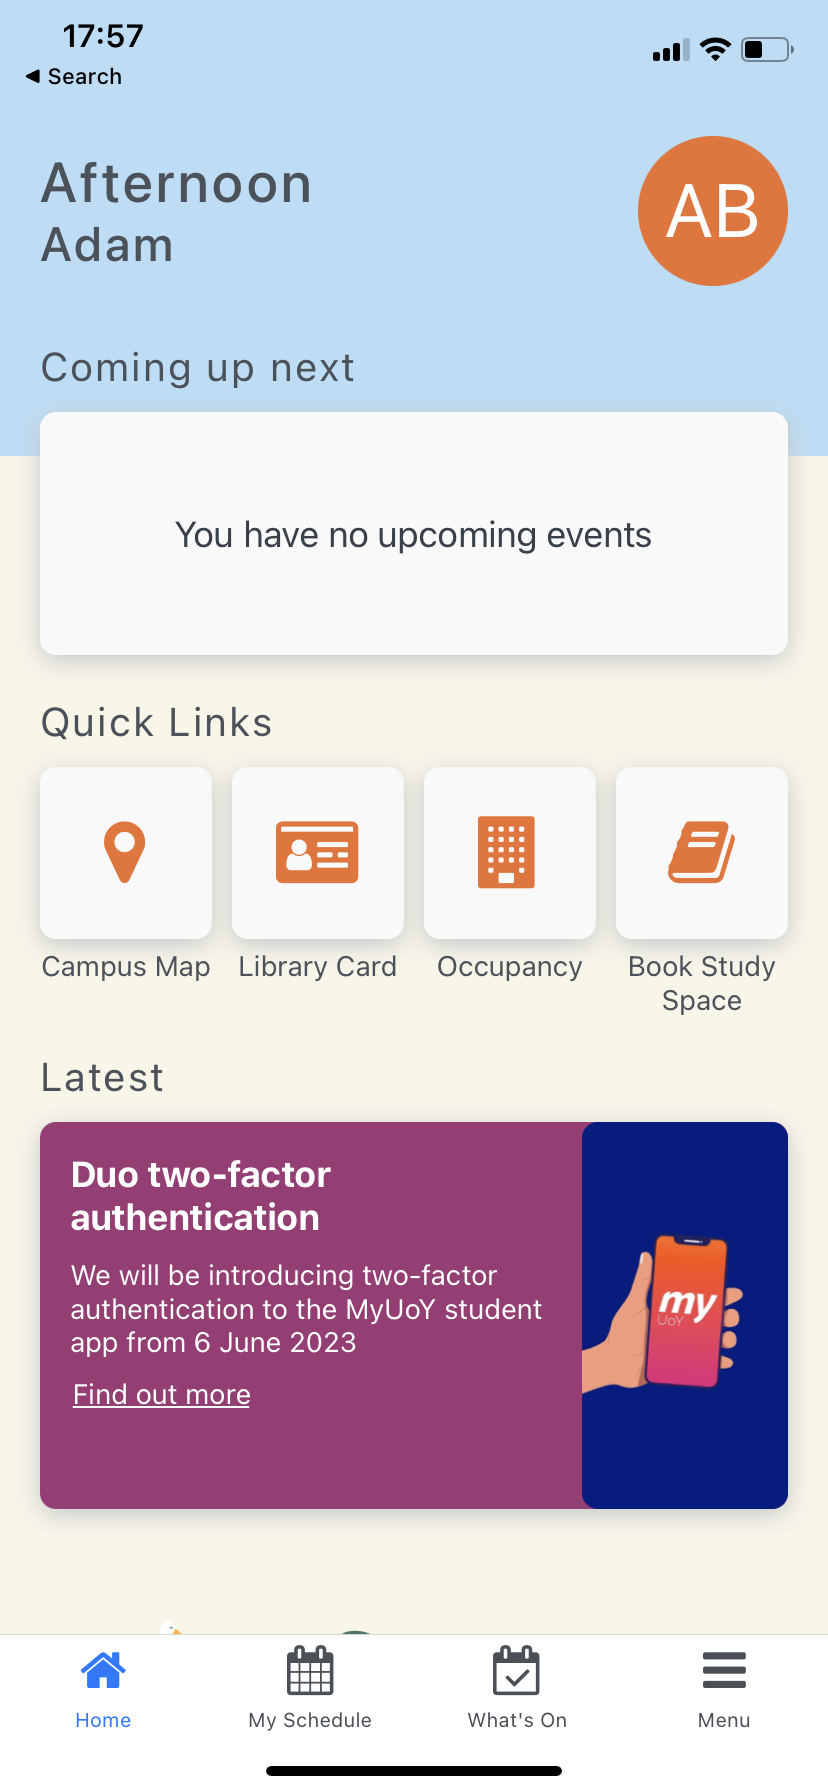 17:57
◀ Search
Afternoon
Adam
AB
Coming up next
You have no upcoming events
Quick Links
Campus Map
Library Card
Occupancy
Book Study
Space
Latest
Duo two-factor
authentication
We will be introducing two-factor
authentication to the MyUoY student
app from 6 June 2023
Find out more
my
UoY
Home
My Schedule
What's On
Menu